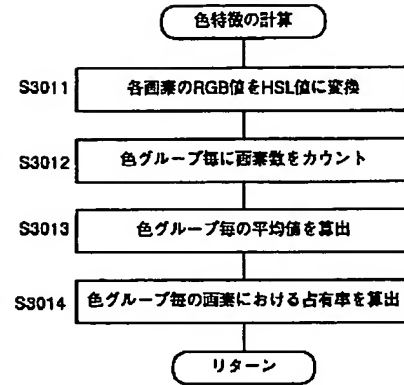 色特徴の計算
S3011 各画素のRGB値をHSL値に変換
S3012 色グループ毎に画素数をカウント
S3013 色グループ毎の平均値を算出
S3014 色グループ毎の画素における占有率を算出
リターン